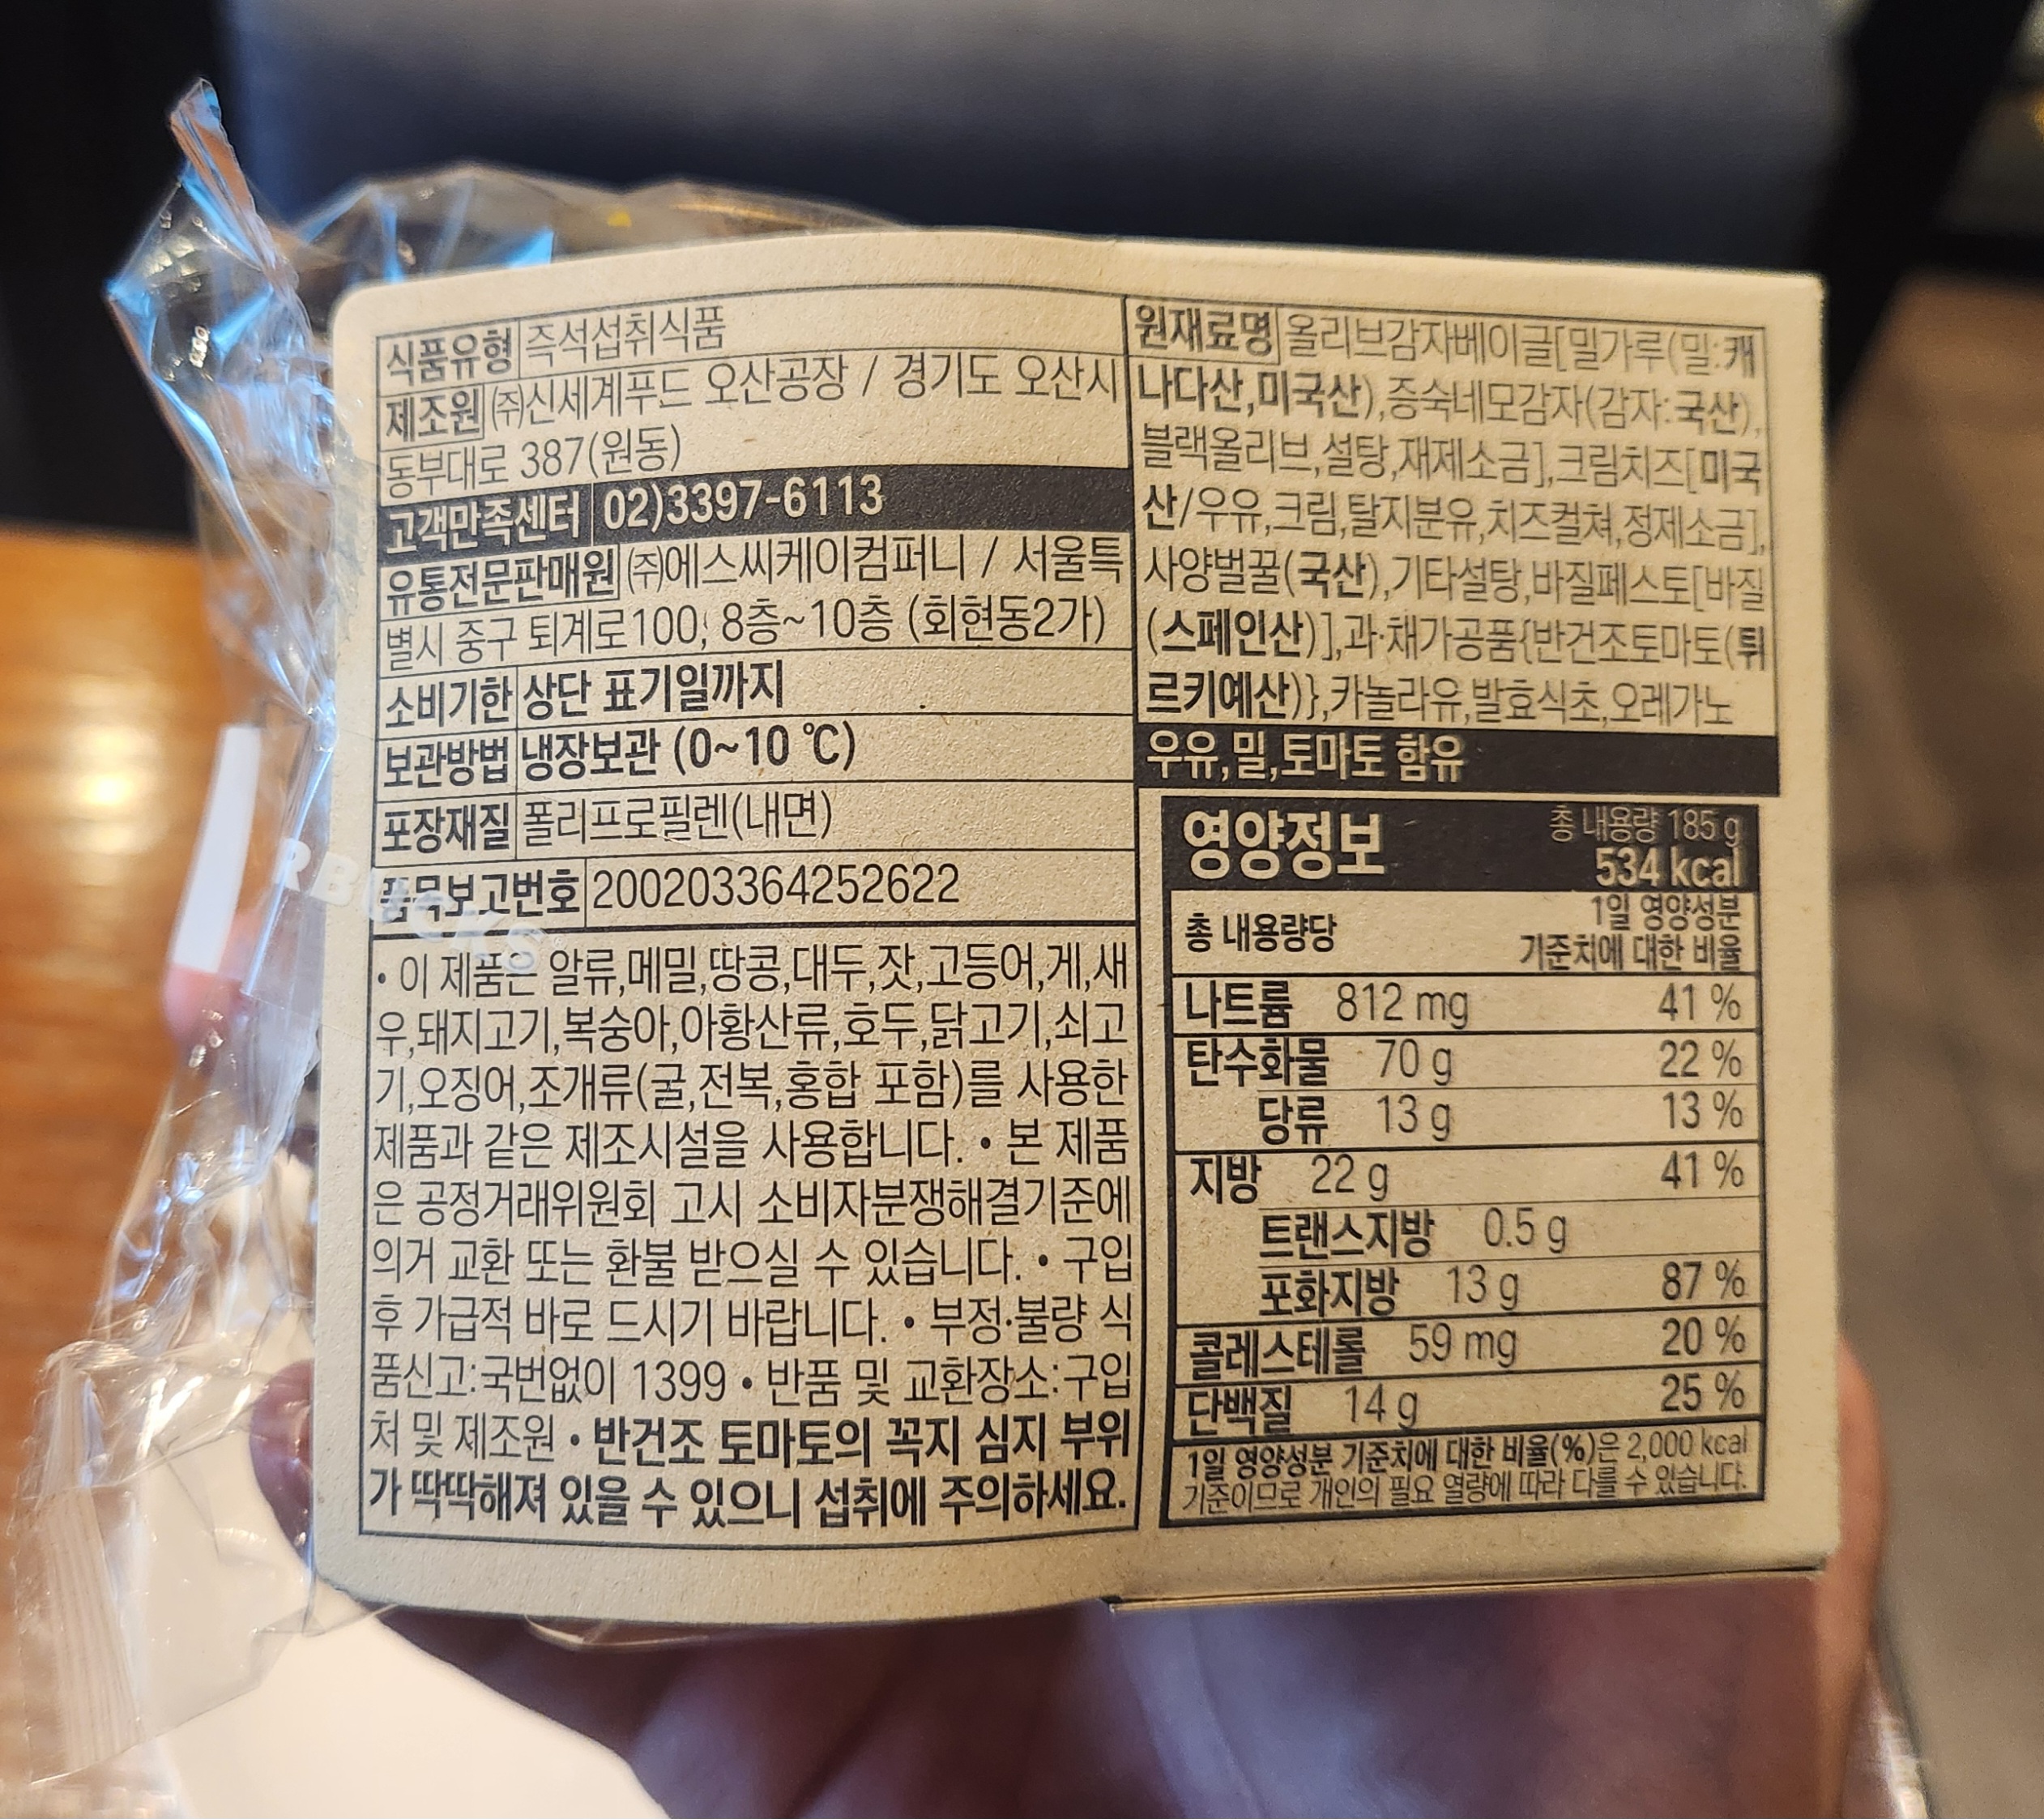 식품유형 즉석섭취식품
제조원 ㈜신세계푸드 오산공장 / 경기도 오산시
동부대로 387(원동)
고객만족센터 02)3397-6113
유통전문판매원 ㈜에스씨케이컴퍼니 / 서울특
별시 중구 퇴계로100, 8층~10층 (회현동2가)
소비기한 상단 표기일까지
보관방법 냉장보관 (0~10 ℃)
포장재질 폴리프로필렌(내면)
품목보고번호 200203364252622
• 이 제품은 알류,메밀,땅콩,대두,잣,고등어,게,새
우,돼지고기,복숭아,아황산류,호두,닭고기,쇠고
기,오징어,조개류(굴,전복,홍합 포함)를 사용한
제품과 같은 제조시설을 사용합니다. • 본 제품
은 공정거래위원회 고시 소비자분쟁해결기준에
의거 교환 또는 환불 받으실 수 있습니다. • 구입
후 가급적 바로 드시기 바랍니다. • 부정·불량 식
품신고:국번없이 1399 • 반품 및 교환장소:구입
처 및 제조원 • 반건조 토마토의 꼭지 심지 부위
가 딱딱해져 있을 수 있으니 섭취에 주의하세요.
원재료명 올리브감자베이글[밀가루(밀:캐
나다산,미국산),증숙네모감자(감자:국산),
블랙올리브,설탕,재제소금],크림치즈[미국
산/우유,크림,탈지분유,치즈컬쳐,정제소금],
사양벌꿀(국산),기타설탕,바질페스토[바질
(스페인산)],과·채가공품{반건조토마토(튀
르키예산)},카놀라유,발효식초,오레가노
우유,밀,토마토 함유
영양정보 총 내용량 185 g
534 kcal
총 내용량당 1일 영양성분
기준치에 대한 비율
나트륨 812 mg 41 %
탄수화물 70 g 22 %
당류 13 g 13 %
지방 22 g 41 %
트랜스지방 0.5 g
포화지방 13 g 87 %
콜레스테롤 59 mg 20 %
단백질 14 g 25 %
1일 영양성분 기준치에 대한 비율(%)은 2,000 kcal
기준이므로 개인의 필요 열량에 따라 다를 수 있습니다.
RBUCKS